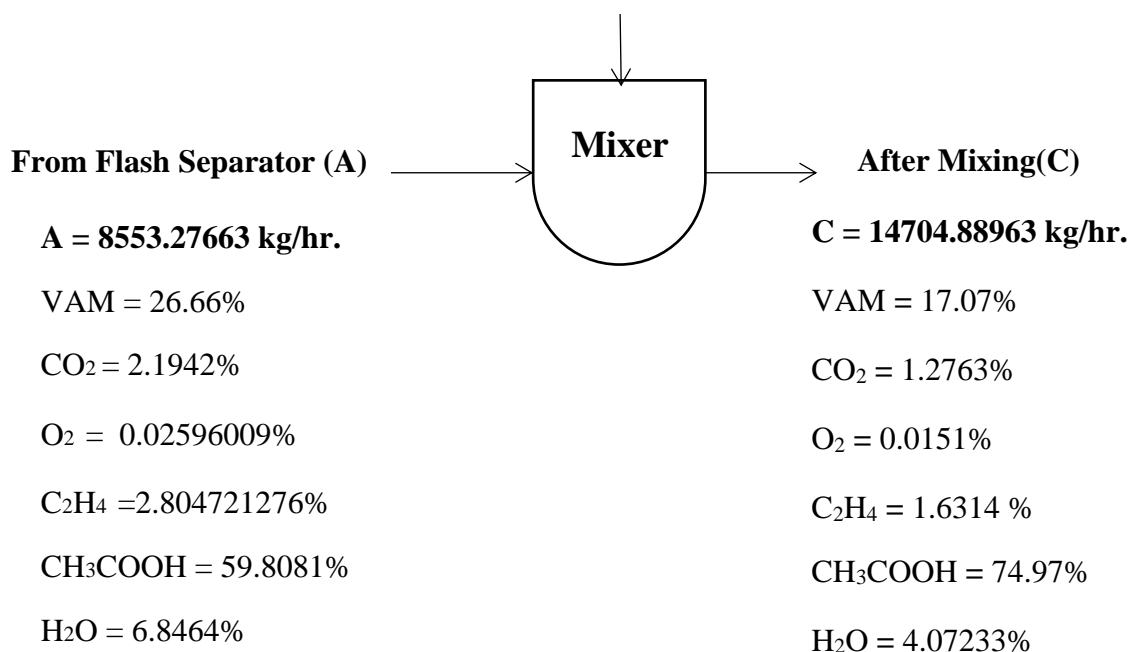 Mixer
From Flash Separator (A)
After Mixing(C)
A = 8553.27663 kg/hr.
VAM = 26.66%
CO₂ = 2.1942%
O₂ = 0.02596009%
C₂H₄ =2.804721276%
CH₃COOH = 59.8081%
H₂O = 6.8464%
C = 14704.88963 kg/hr.
VAM = 17.07%
CO₂ = 1.2763%
O₂ = 0.0151%
C₂H₄ = 1.6314 %
CH₃COOH = 74.97%
H₂O = 4.07233%